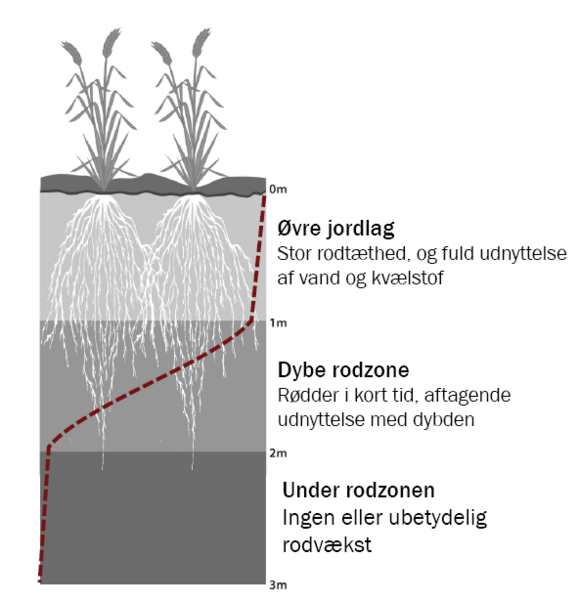 0m
Øvre jordlag
Stor rodtæthed, og fuld udnyttelse
af vand og kvælstof
1m
Dybe rodzone
Rødder i kort tid, aftagende
udnyttelse med dybden
2m
Under rodzonen
Ingen eller ubetydelig
rodvækst
3m